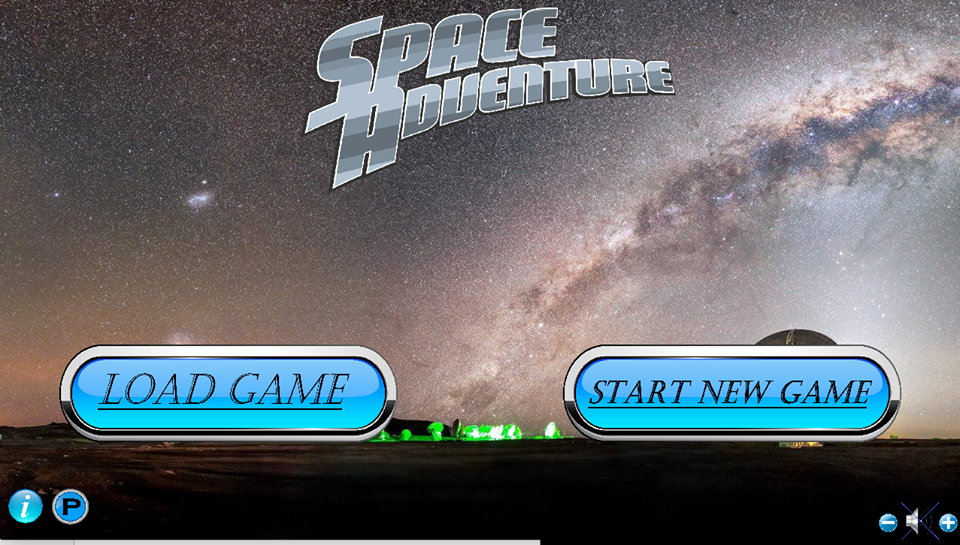 SPACE
ADVENTURE
LOAD GAME
START NEW GAME
i
P